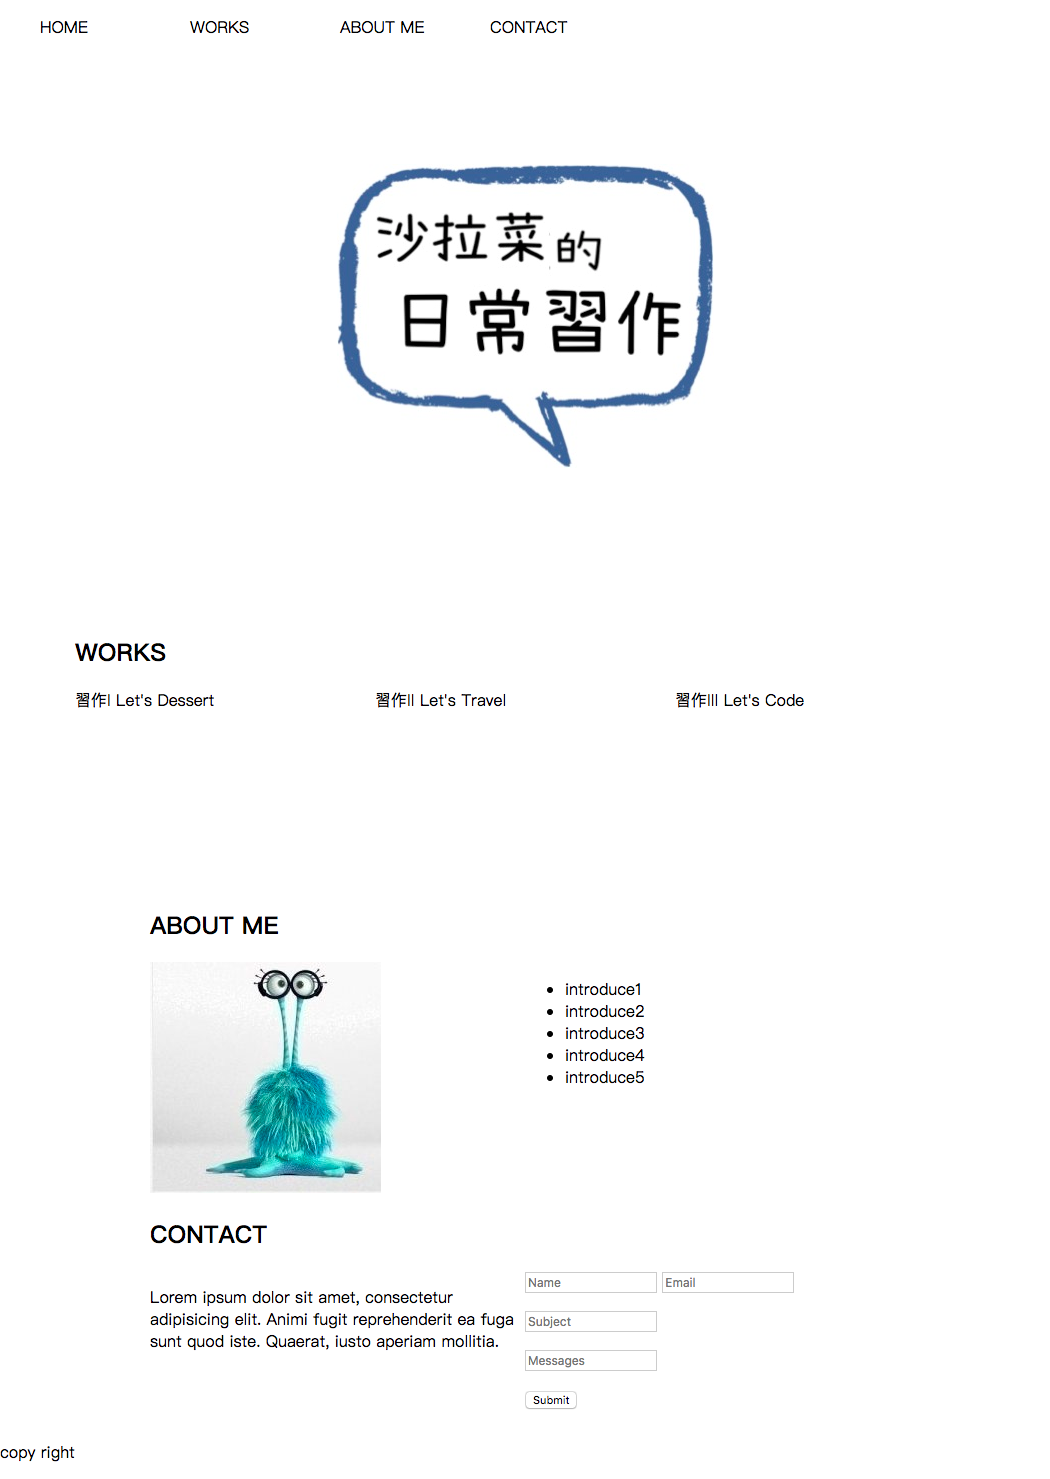 HOME WORKS ABOUT ME CONTACT
沙拉菜的
日常習作
WORKS
習作I Let's Dessert 習作II Let's Travel 習作III Let's Code
ABOUT ME
introduce1
introduce2
introduce3
introduce4
introduce5
CONTACT
Name Email
Lorem ipsum dolor sit amet, consectetur
adipisicing elit. Animi fugit reprehenderit ea fuga
sunt quod iste. Quaerat, iusto aperiam mollitia.
Subject
Messages
Submit
copy right